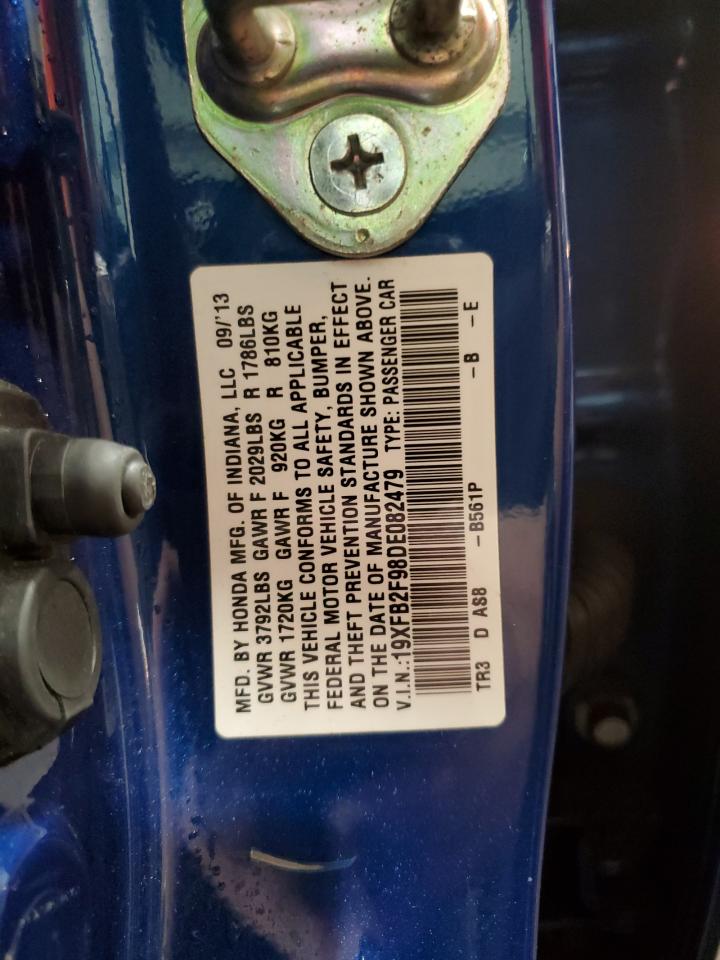 MFD. BY HONDA MFG. OF INDIANA, LLC 09/'13
GVWR 3792LBS GAWR F 2029LBS R 1786LBS
GVWR 1720KG GAWR F 920KG R 810KG
THIS VEHICLE CONFORMS TO ALL APPLICABLE
FEDERAL MOTOR VEHICLE SAFETY, BUMPER,
AND THEFT PREVENTION STANDARDS IN EFFECT
ON THE DATE OF MANUFACTURE SHOWN ABOVE.
V.I.N.:19XFB2F98DE082479 TYPE: PASSENGER CAR
TR3 D AS8 -B561P -B -E